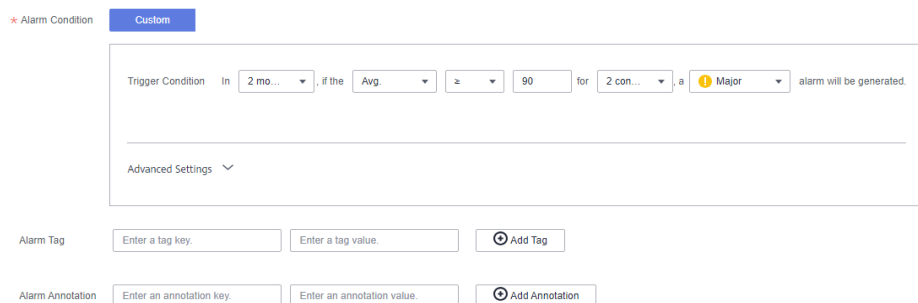 * Alarm Condition Custom
Trigger Condition In 2 mo... , if the Avg. ≥ 90 for 2 con... , a ! Major alarm will be generated.
Advanced Settings
Alarm Tag Enter a tag key. Enter a tag value. Add Tag
Alarm Annotation Enter an annotation key. Enter an annotation value. Add Annotation